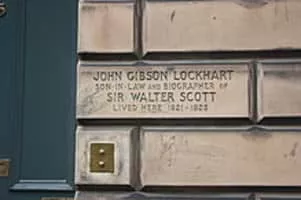 JOHN GIBSON LOCKHART
SON-IN-LAW AND BIOGRAPHER OF
SIR WALTER SCOTT
LIVED HERE 1821-1825